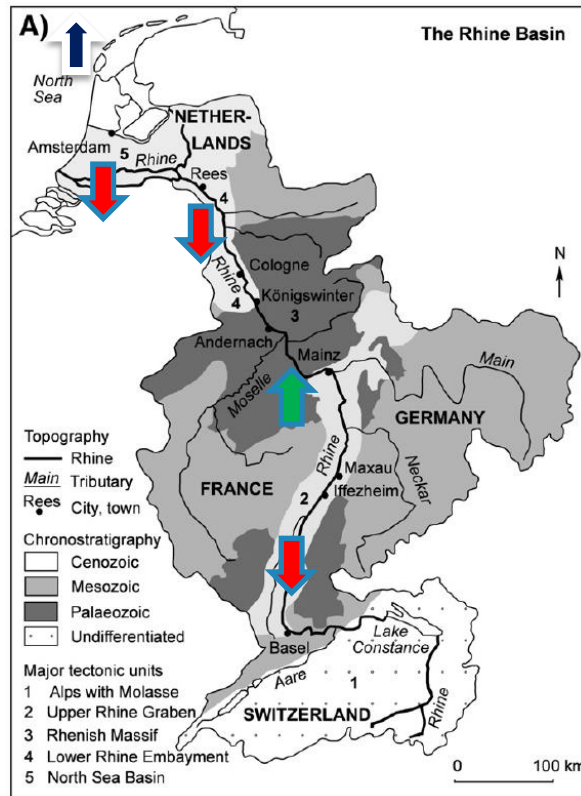 A)
The Rhine Basin
North
Sea
NETHER-
LANDS
Amsterdam
5
Rhine
Rees
4
Rhine
Cologne
N
4
Königswinter
3
Andernach
Mainz
Main
Moselle
GERMANY
Topography
Rhine
Main Tributary
Rees City, town
Rhine
Neckar
Maxau
FRANCE
Iffezheim
2
Chronostratigraphy
Cenozoic
Mesozoic
Palaeozoic
Undifferentiated
Basel
Lake
Constance
Major tectonic units
1 Alps with Molasse
2 Upper Rhine Graben
3 Rhenish Massif
4 Lower Rhine Embayment
5 North Sea Basin
Aare
1
SWITZERLAND
Rhine
0 100 km